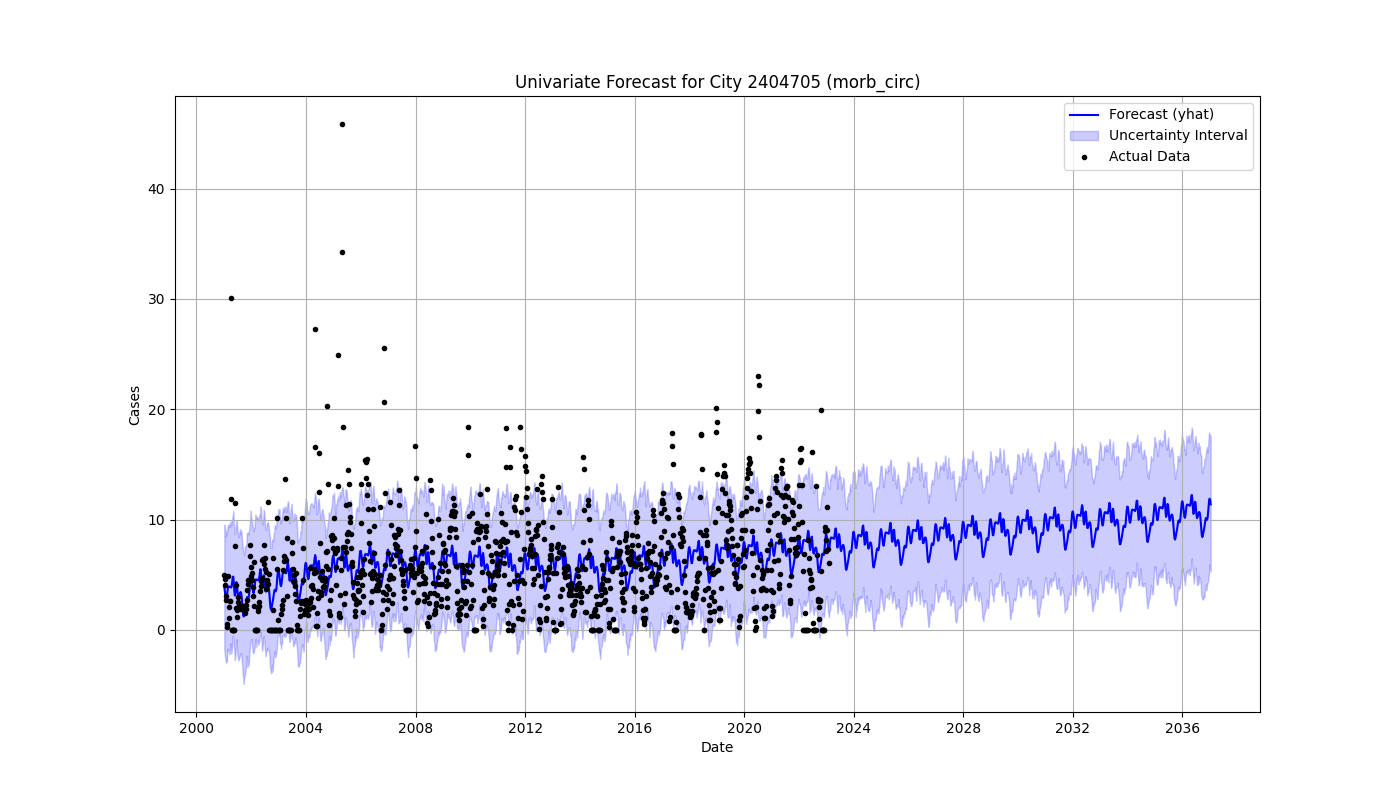 Univariate Forecast for City 2404705 (morb_circ)
Forecast (yhat)
Uncertainty Interval
Actual Data
Cases
40
30
20
10
0
2000 2004 2008 2012 2016 2020 2024 2028 2032 2036
Date